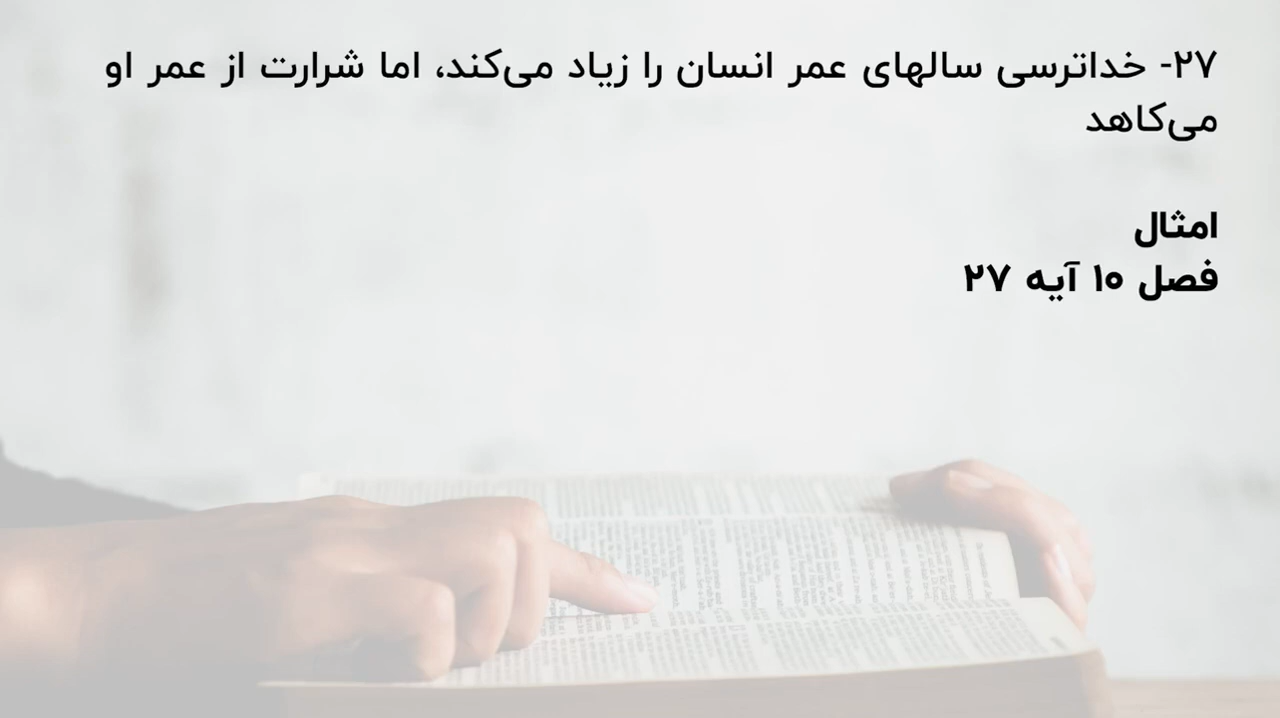 ۲۷- خداترسی سالهای عمر انسان را زیاد می‌کند، اما شرارت از عمر او
می‌کاهد
امثال
فصل ۱۰ آیه ۲۷